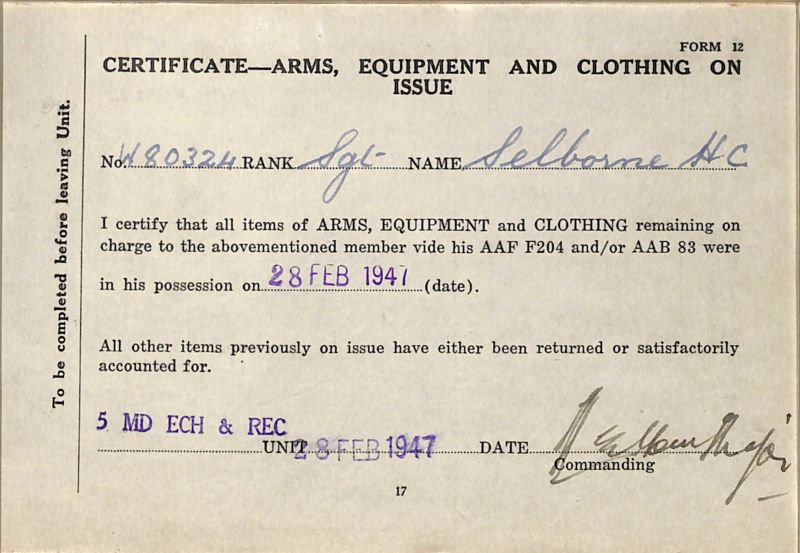 FORM 12
CERTIFICATE—ARMS, EQUIPMENT AND CLOTHING ON
ISSUE
No. W80324 RANK Sgt NAME Selborne H C
I certify that all items of ARMS, EQUIPMENT and CLOTHING remaining on
charge to the abovementioned member vide his AAF F204 and/or AAB 83 were
in his possession on 28 FEB 1947 (date).
All other items previously on issue have either been returned or satisfactorily
accounted for.
5 MD ECH & REC
UNIT 28 FEB 1947 DATE Major
Commanding
17
To be completed before leaving Unit.